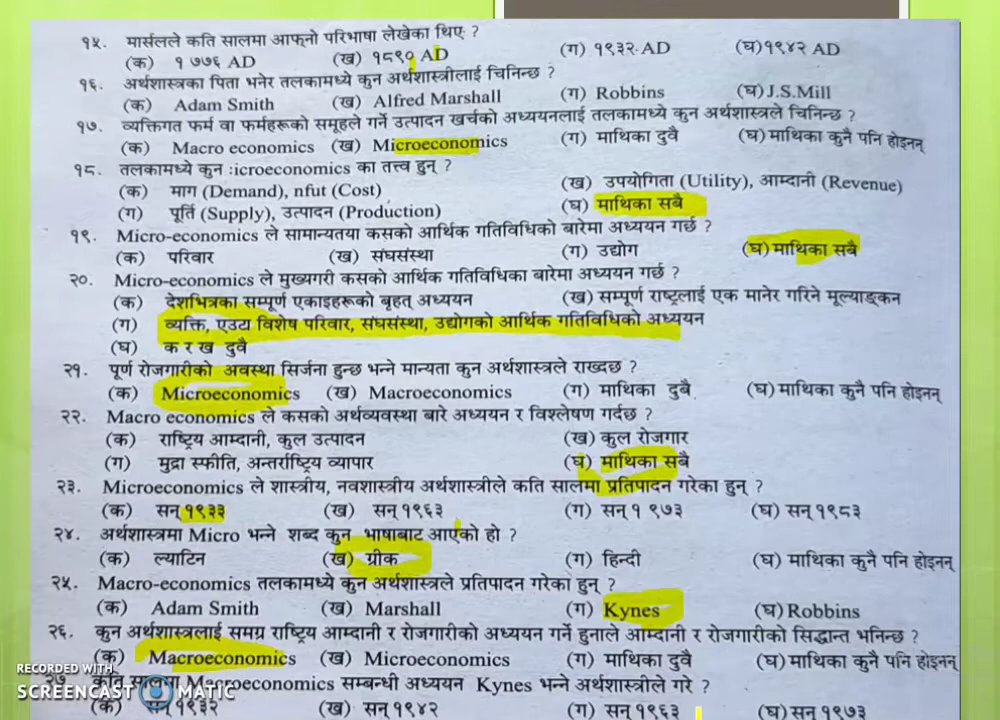 १५. मार्सलले कति सालमा आफ्नो परिभाषा लेखेका थिए ?
(क) १७७६ AD (ख) १८९० AD (ग) १९३२ AD (घ) १९४२ AD
१६. अर्थशास्त्रका पिता भनेर तलकामध्ये कुन अर्थशास्त्रीलाई चिनिन्छ ?
(क) Adam Smith (ख) Alfred Marshall (ग) Robbins (घ) J.S.Mill
१७. व्यक्तिगत फर्म वा फर्महरूको समूहले गर्ने उत्पादन खर्चको अध्ययनलाई तलकामध्ये कुन अर्थशास्त्रले चिनिन्छ ?
(क) Macro economics (ख) Microeconomics (ग) माथिका दुवै (घ) माथिका कुनै पनि होइनन्
१८. तलकामध्ये कुन :icroeconomics का तत्त्व हुन् ?
(क) माग (Demand), nfut (Cost) (ख) उपयोगिता (Utility), आम्दानी (Revenue)
(ग) पूर्ति (Supply), उत्पादन (Production) (घ) माथिका सबै
१९. Micro-economics ले सामान्यतया कसको आर्थिक गतिविधिको बारेमा अध्ययन गर्छ ?
(क) परिवार (ख) संघसंस्था (ग) उद्योग (घ) माथिका सबै
२०. Micro-economics ले मुख्यगरी कसको आर्थिक गतिविधिका बारेमा अध्ययन गर्छ ?
(क) देशभित्रका सम्पूर्ण एकाइहरूको बृहत् अध्ययन (ख) सम्पूर्ण राष्ट्रलाई एक मानेर गरिने मूल्याङ्कन
(ग) व्यक्ति, एउटा विशेष परिवार, संघसंस्था, उद्योगको आर्थिक गतिविधिको अध्ययन
(घ) क र ख दुवै
२१. पूर्ण रोजगारीको अवस्था सिर्जना हुन्छ भन्ने मान्यता कुन अर्थशास्त्रले राख्दछ ?
(क) Microeconomics (ख) Macroeconomics (ग) माथिका दुबै (घ) माथिका कुनै पनि होइनन्
२२. Macro economics ले कसको अर्थव्यवस्था बारे अध्ययन र विश्लेषण गर्दछ ?
(क) राष्ट्रिय आम्दानी, कुल उत्पादन (ख) कुल रोजगार
(ग) मुद्रा स्फीति, अन्तर्राष्ट्रिय व्यापार (घ) माथिका सबै
२३. Microeconomics ले शास्त्रीय, नवशास्त्रीय अर्थशास्त्रीले कति सालमा प्रतिपादन गरेका हुन् ?
(क) सन् १९३३ (ख) सन् १९६३ (ग) सन् १९७३ (घ) सन् १९८३
२४. अर्थशास्त्रमा Micro भन्ने शब्द कुन भाषाबाट आएको हो ?
(क) ल्याटिन (ख) ग्रीक (ग) हिन्दी (घ) माथिका कुनै पनि होइनन्
२५. Macro-economics तलकामध्ये कुन अर्थशास्त्रले प्रतिपादन गरेका हुन् ?
(क) Adam Smith (ख) Marshall (ग) Kynes (घ) Robbins
२६. कुन अर्थशास्त्रलाई समग्र राष्ट्रिय आम्दानी र रोजगारीको अध्ययन गर्ने हुनाले आम्दानी र रोजगारीको सिद्धान्त भनिन्छ ?
(क) Macroeconomics (ख) Microeconomics (ग) माथिका दुवै (घ) माथिका कुनै पनि होइनन्
२७. कति सालमा Macroeconomics सम्बन्धी अध्ययन Kynes भन्ने अर्थशास्त्रीले गरे ?
(क) सन् १९३२ (ख) सन् १९४२ (ग) सन् १९६३ (घ) सन् १९७३
RECORDED WITH
SCREENCAST MATIC